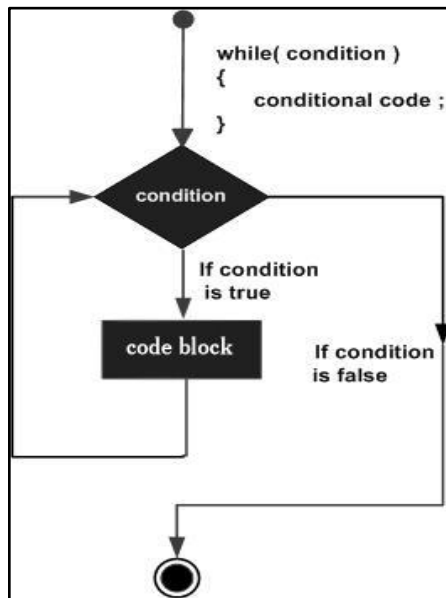 while( condition )
{
conditional code ;
}
condition
If condition
is true
code block
If condition
is false